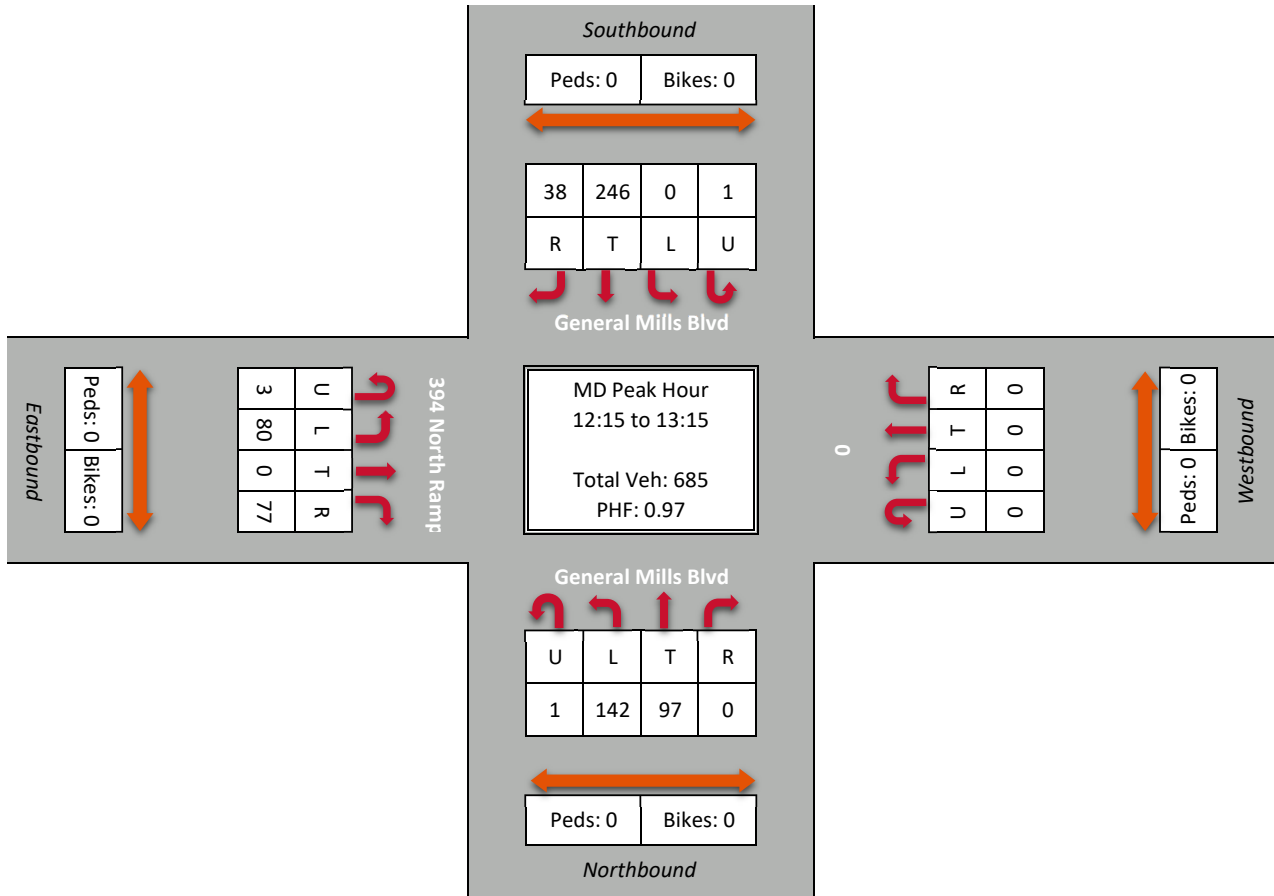 Southbound
Peds: 0 Bikes: 0
38 246 0 1
R T L U
General Mills Blvd
Eastbound
Peds: 0 Bikes: 0
3 80 0 77
U L T R
394 North Ramp
MD Peak Hour
12:15 to 13:15
Total Veh: 685
PHF: 0.97
0
R T L U
0 0 0 0
Peds: 0 Bikes: 0
Westbound
General Mills Blvd
U L T R
1 142 97 0
Peds: 0 Bikes: 0
Northbound